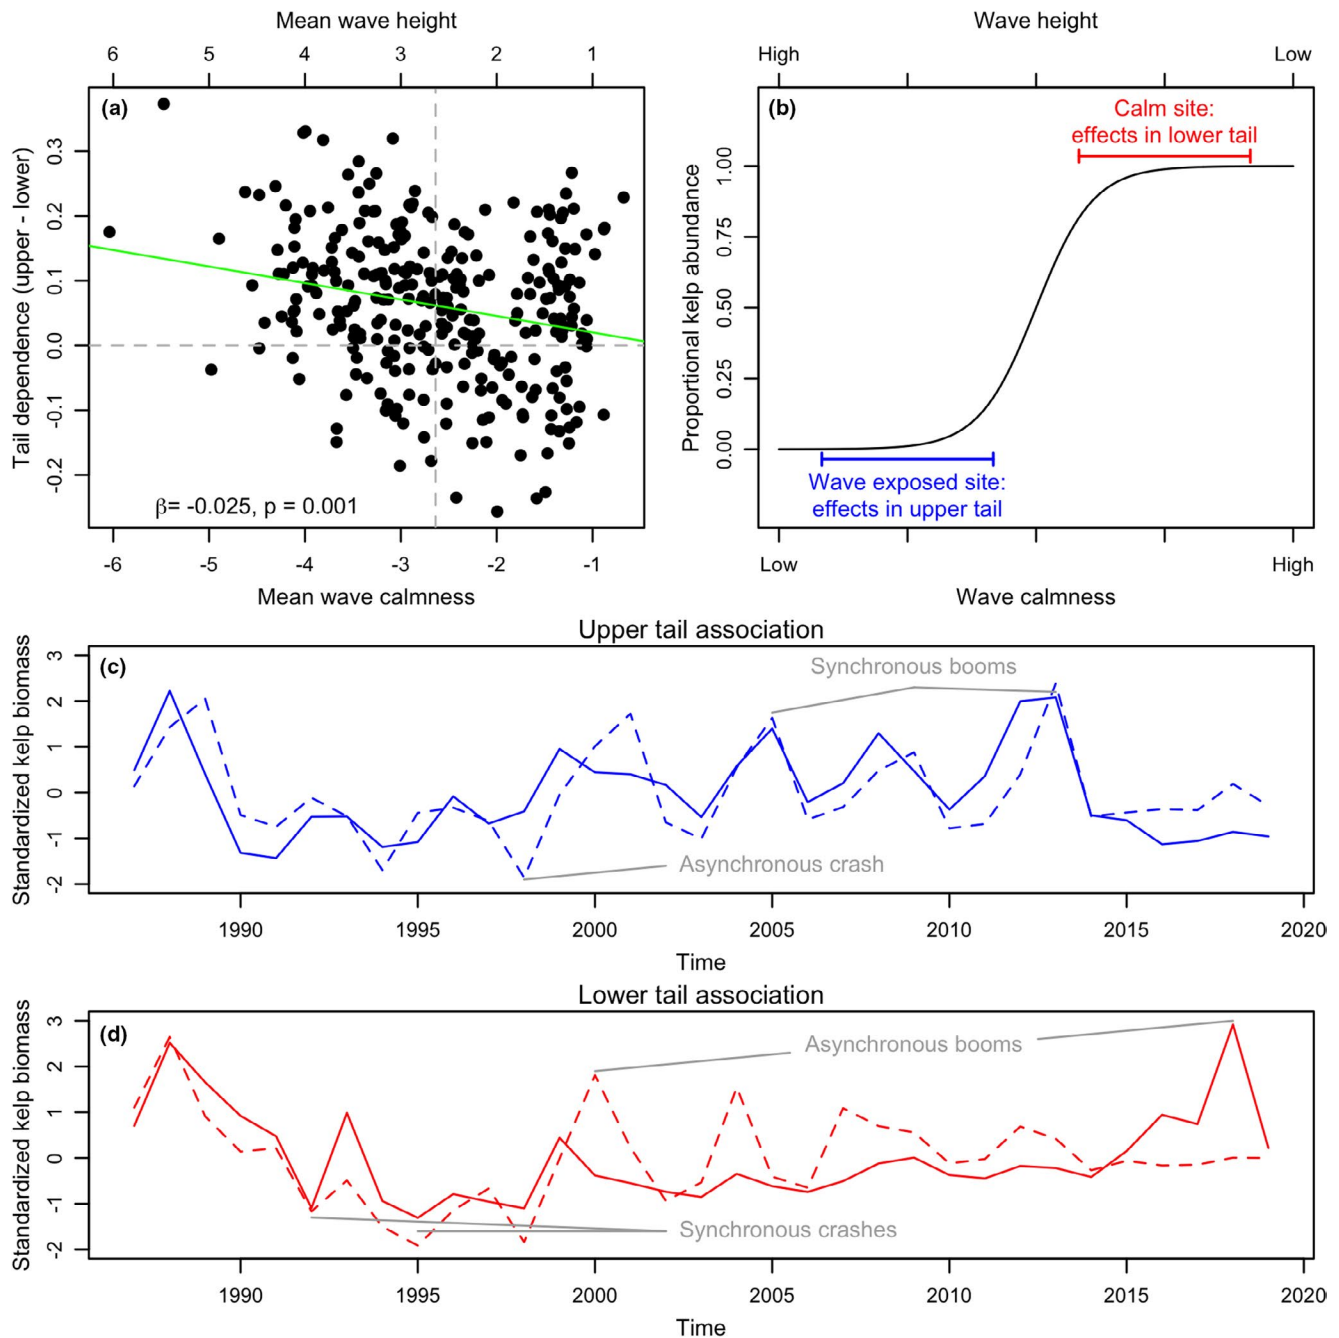 Mean wave height
6 5 4 3 2 1
(a)
Tail dependence (upper - lower)
0.3
0.2
0.1
0.0
-0.1
-0.2
β= -0.025, p = 0.001
-6 -5 -4 -3 -2 -1
Mean wave calmness
Wave height
High Low
(b)
Calm site:
effects in lower tail
Proportional kelp abundance
1.00
0.75
0.50
0.25
0.00
Wave exposed site:
effects in upper tail
Low High
Wave calmness
Upper tail association
(c)
Standardized kelp biomass
3
2
1
0
-1
-2
Synchronous booms
Asynchronous crash
1990 1995 2000 2005 2010 2015 2020
Time
Lower tail association
(d)
Standardized kelp biomass
3
2
1
0
-1
-2
Asynchronous booms
Synchronous crashes
1990 1995 2000 2005 2010 2015 2020
Time